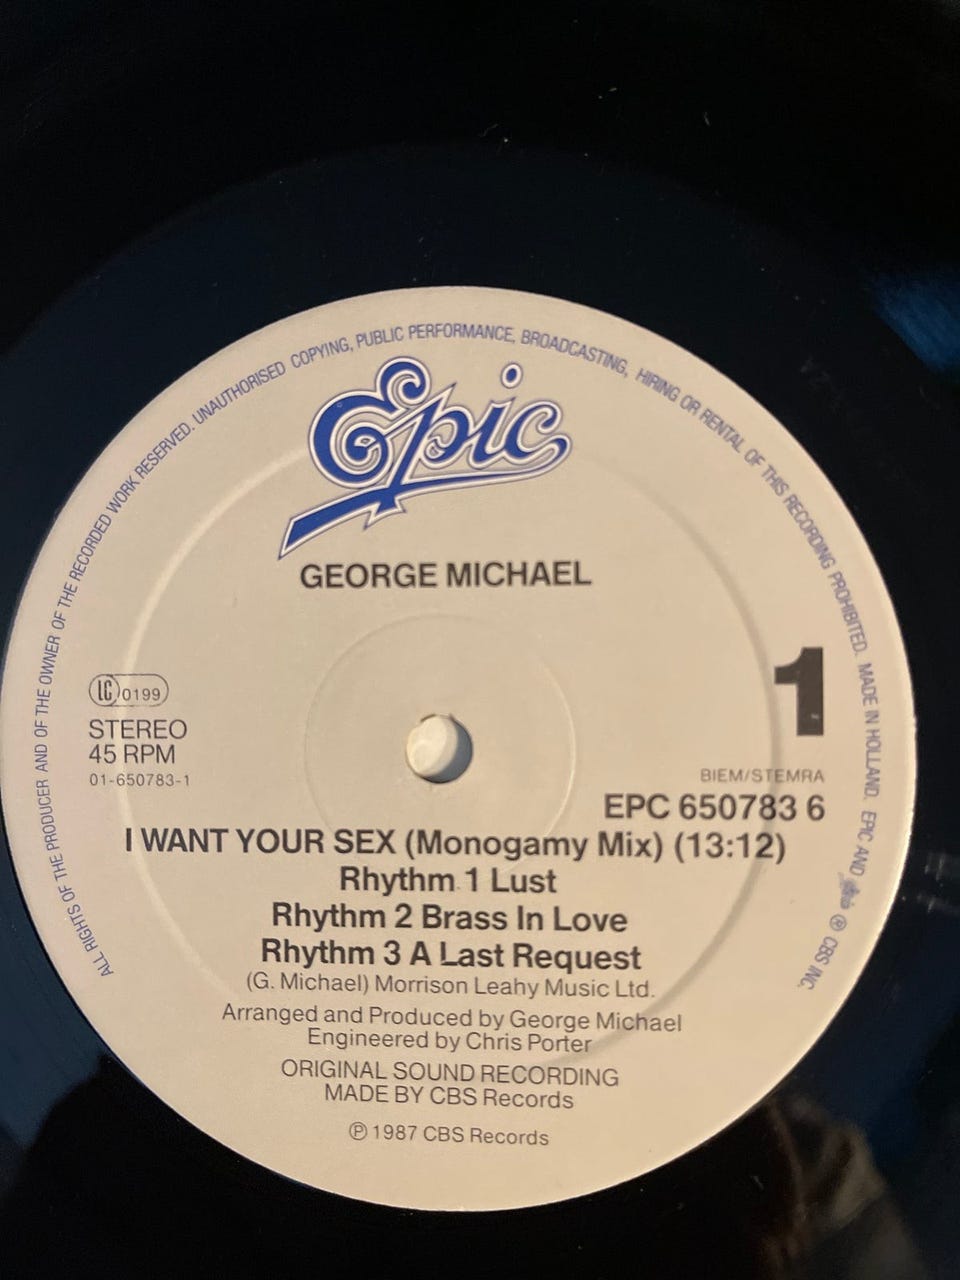 ALL RIGHTS OF THE PRODUCER AND OF THE OWNER OF THE RECORDED WORK RESERVED. UNAUTHORISED COPYING, PUBLIC PERFORMANCE, BROADCASTING, HIRING OR RENTAL OF THIS RECORDING PROHIBITED. MADE IN HOLLAND. EPIC AND Epic ℗ CBS INC.
Epic
GEORGE MICHAEL
1
LC 0199
STEREO
45 RPM
01-650783-1
BIEM/STEMRA
EPC 650783 6
I WANT YOUR SEX (Monogamy Mix) (13:12)
Rhythm 1 Lust
Rhythm 2 Brass In Love
Rhythm 3 A Last Request
(G. Michael) Morrison Leahy Music Ltd.
Arranged and Produced by George Michael
Engineered by Chris Porter
ORIGINAL SOUND RECORDING
MADE BY CBS Records
℗ 1987 CBS Records